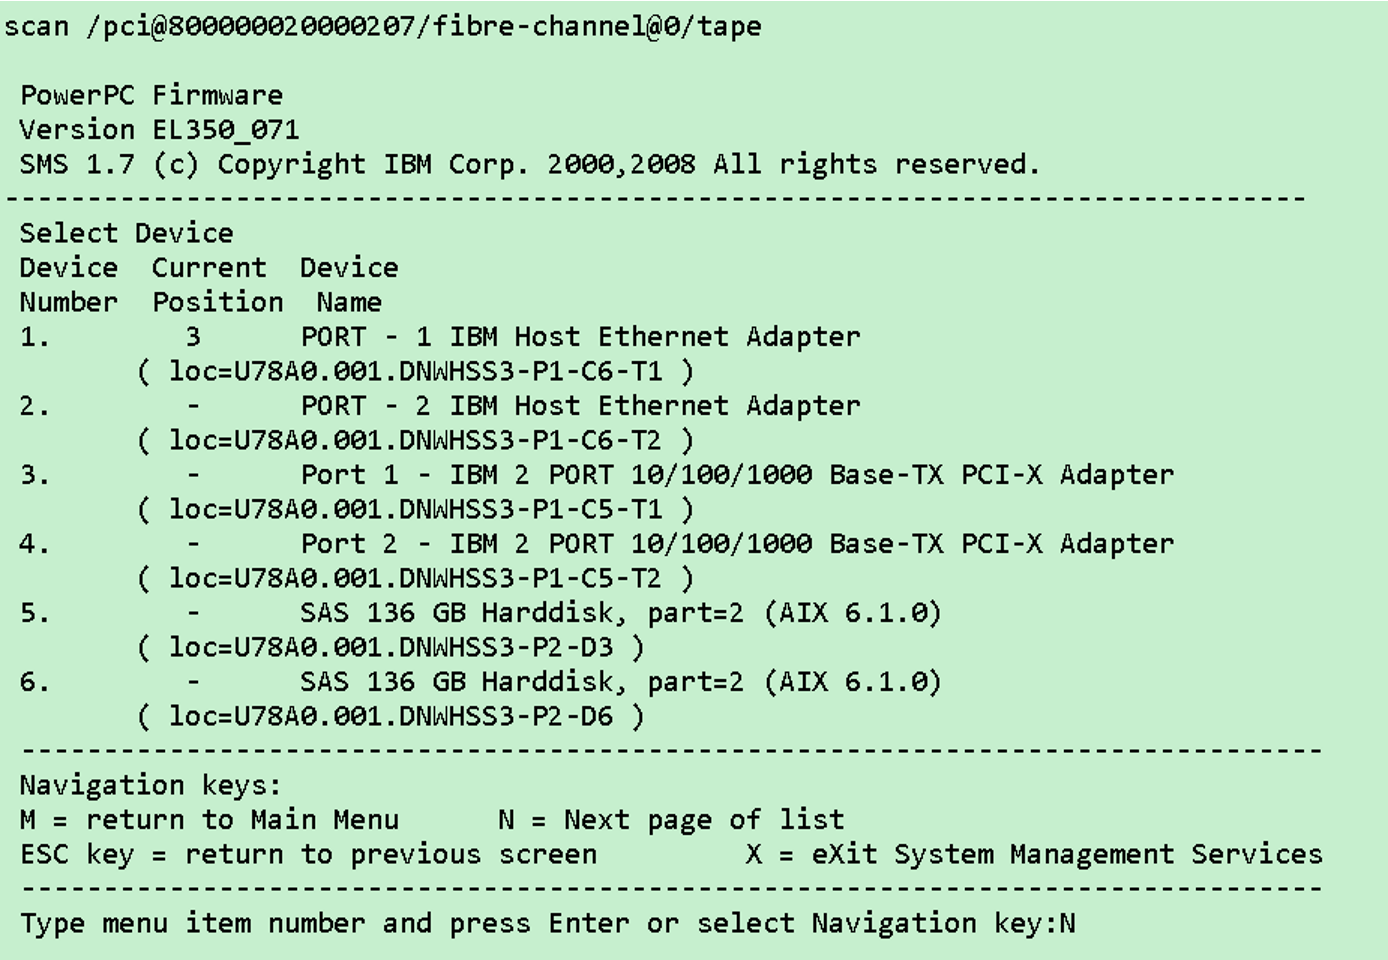 scan /pci@800000020000207/fibre-channel@0/tape
PowerPC Firmware
Version EL350_071
SMS 1.7 (c) Copyright IBM Corp. 2000,2008 All rights reserved.
-------------------------------------------------------------------------------
Select Device
Device  Current  Device
Number  Position  Name
1.        3      PORT - 1 IBM Host Ethernet Adapter
( loc=U78A0.001.DNWHSS3-P1-C6-T1 )
2.        -      PORT - 2 IBM Host Ethernet Adapter
( loc=U78A0.001.DNWHSS3-P1-C6-T2 )
3.        -      Port 1 - IBM 2 PORT 10/100/1000 Base-TX PCI-X Adapter
( loc=U78A0.001.DNWHSS3-P1-C5-T1 )
4.        -      Port 2 - IBM 2 PORT 10/100/1000 Base-TX PCI-X Adapter
( loc=U78A0.001.DNWHSS3-P1-C5-T2 )
5.        -      SAS 136 GB Harddisk, part=2 (AIX 6.1.0)
( loc=U78A0.001.DNWHSS3-P2-D3 )
6.        -      SAS 136 GB Harddisk, part=2 (AIX 6.1.0)
( loc=U78A0.001.DNWHSS3-P2-D6 )
-------------------------------------------------------------------------------
Navigation keys:
M = return to Main Menu      N = Next page of list
ESC key = return to previous screen         X = eXit System Management Services
-------------------------------------------------------------------------------
Type menu item number and press Enter or select Navigation key:N